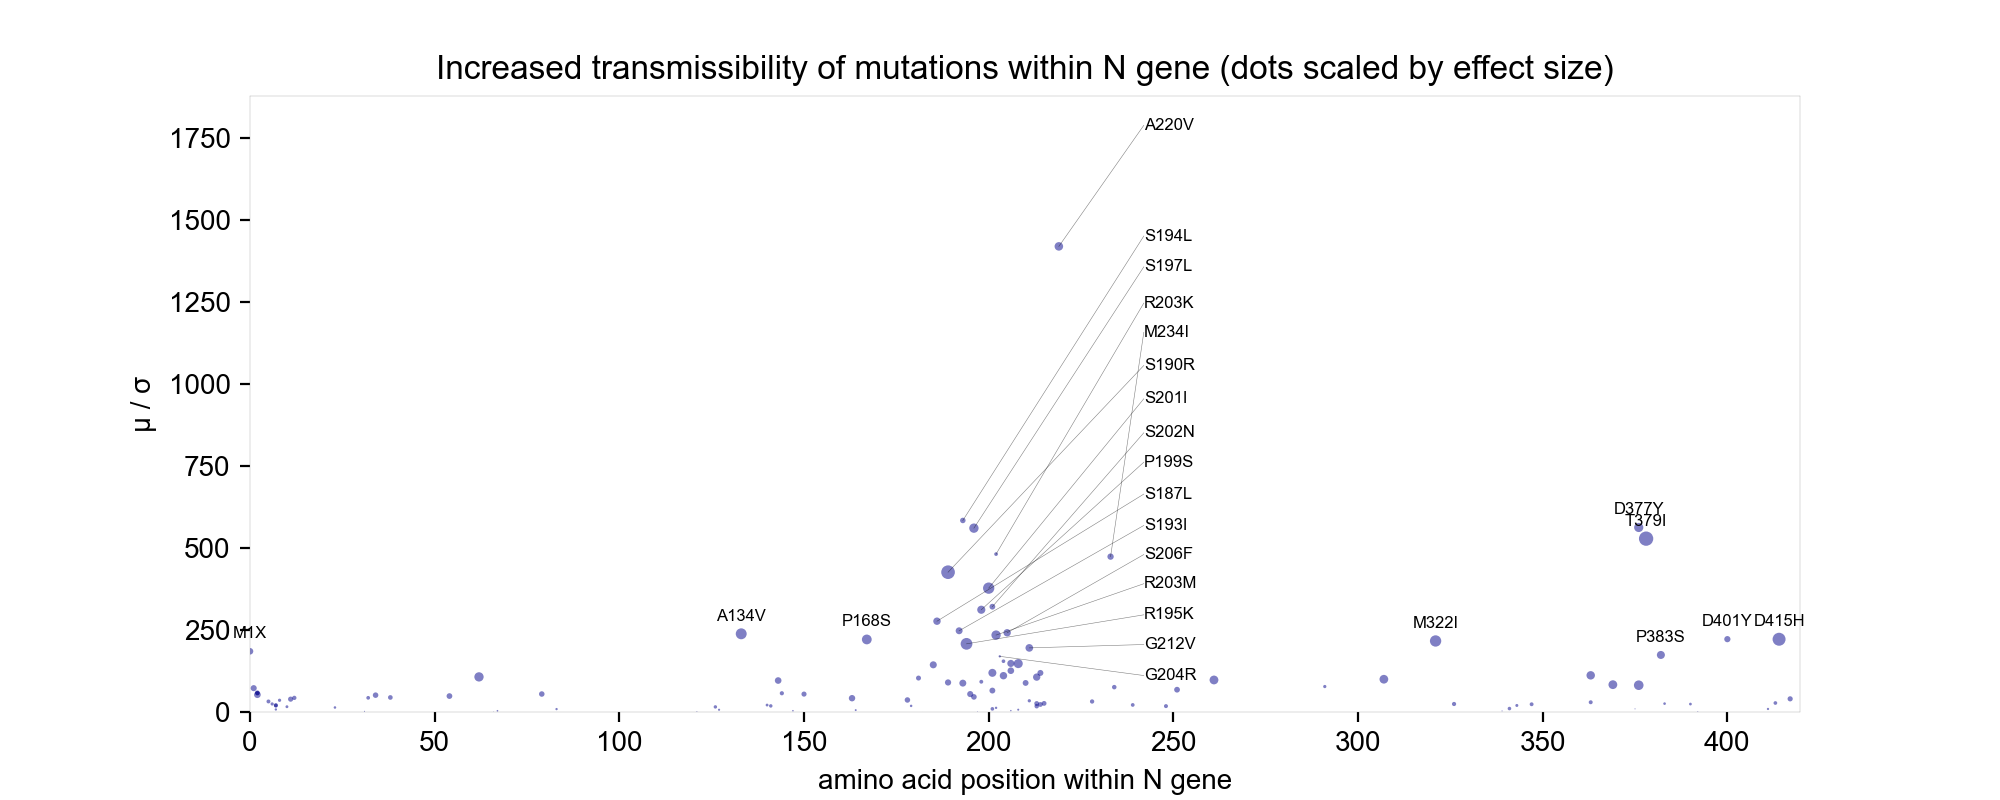 Increased transmissibility of mutations within N gene (dots scaled by effect size)
μ / σ
1750
1500
1250
1000
750
500
250
0
A220V
S194L
S197L
R203K
M234I
S190R
S201I
S202N
P199S
S187L
S193I
S206F
R203M
R195K
G212V
G204R
D377Y
T379I
M1X
A134V
P168S
M322I
P383S
D401Y
D415H
0 50 100 150 200 250 300 350 400
amino acid position within N gene